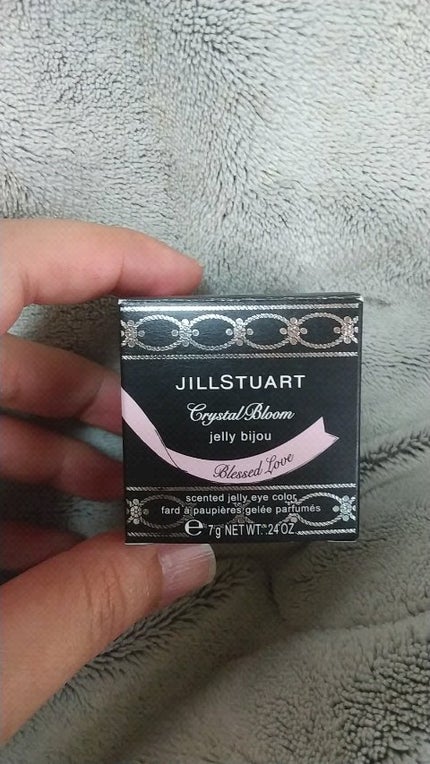 JILLSTUART
Crystal Bloom
jelly bijou
Blessed Love
scented jelly eye color
fard à paupières gelée parfumés
e 7g NET WT. .24 OZ.